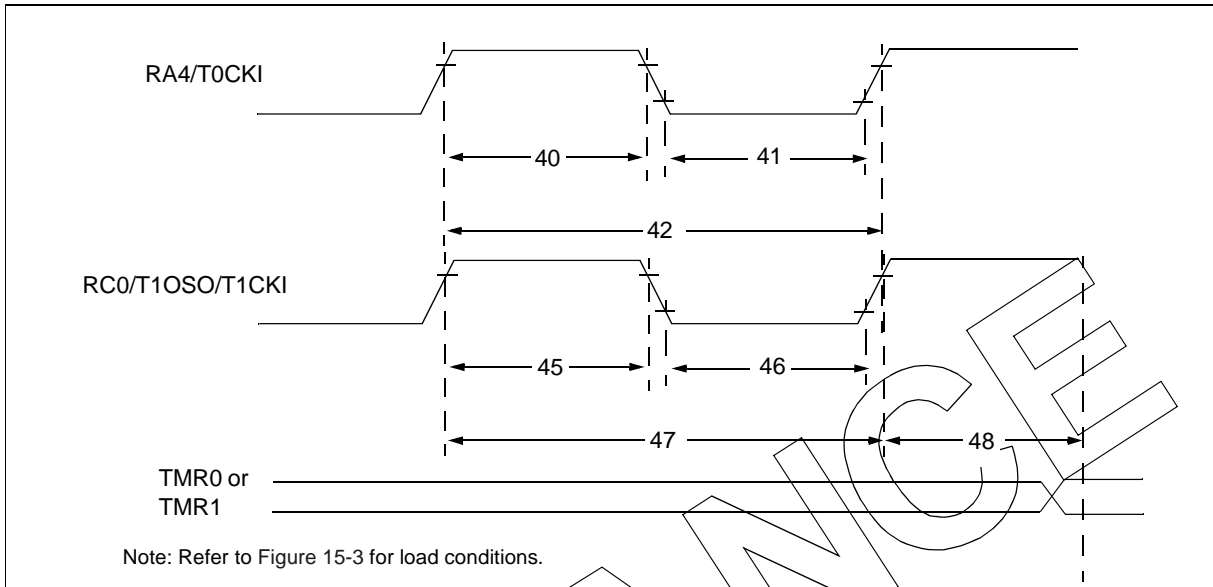 RA4/T0CKI
40
41
42
RC0/T1OSO/T1CKI
45
46
47
48
TMR0 or
TMR1
Note: Refer to Figure 15-3 for load conditions.
NCE